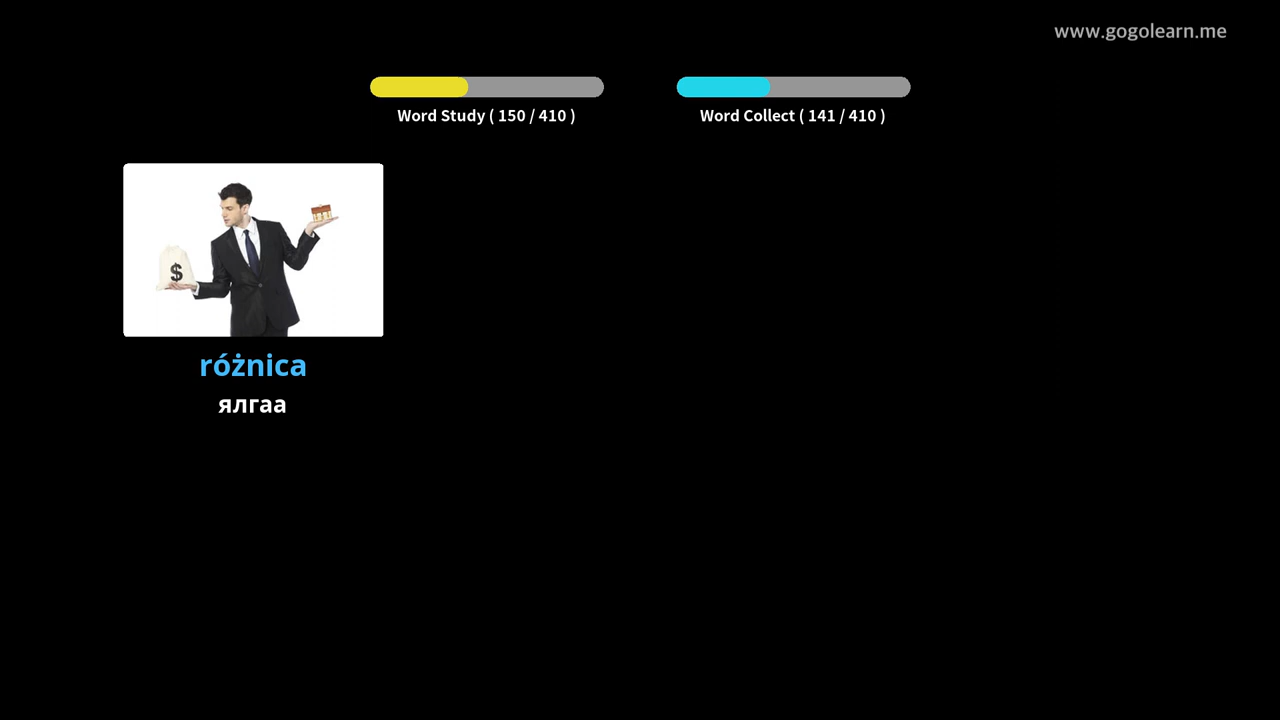 www.gogolearn.me
Word Study ( 150 / 410 )
Word Collect ( 141 / 410 )
$
różnica
ялгаа